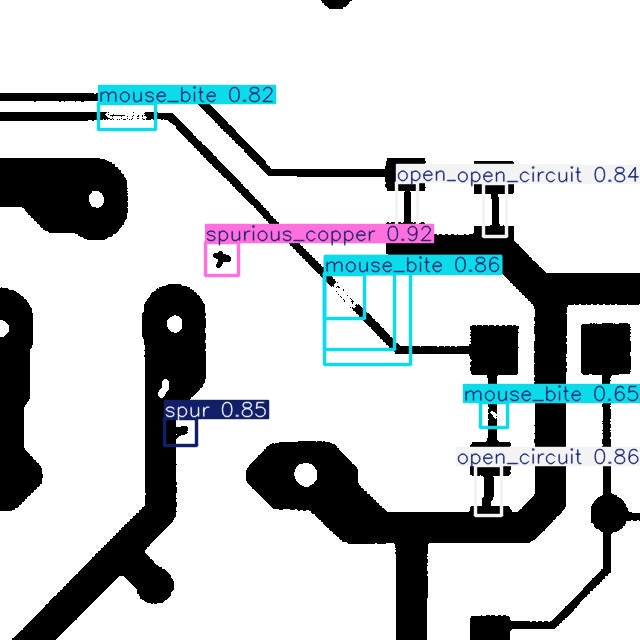 mouse_bite 0.82
open_open_circuit 0.84
spurious_copper 0.92
mouse_bite 0.86
mouse_bite 0.65
spur 0.85
open_circuit 0.86